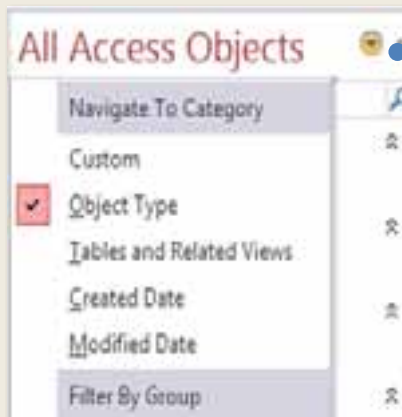 All Access Objects
Navigate To Category
Custom
Object Type
Tables and Related Views
Created Date
Modified Date
Filter By Group